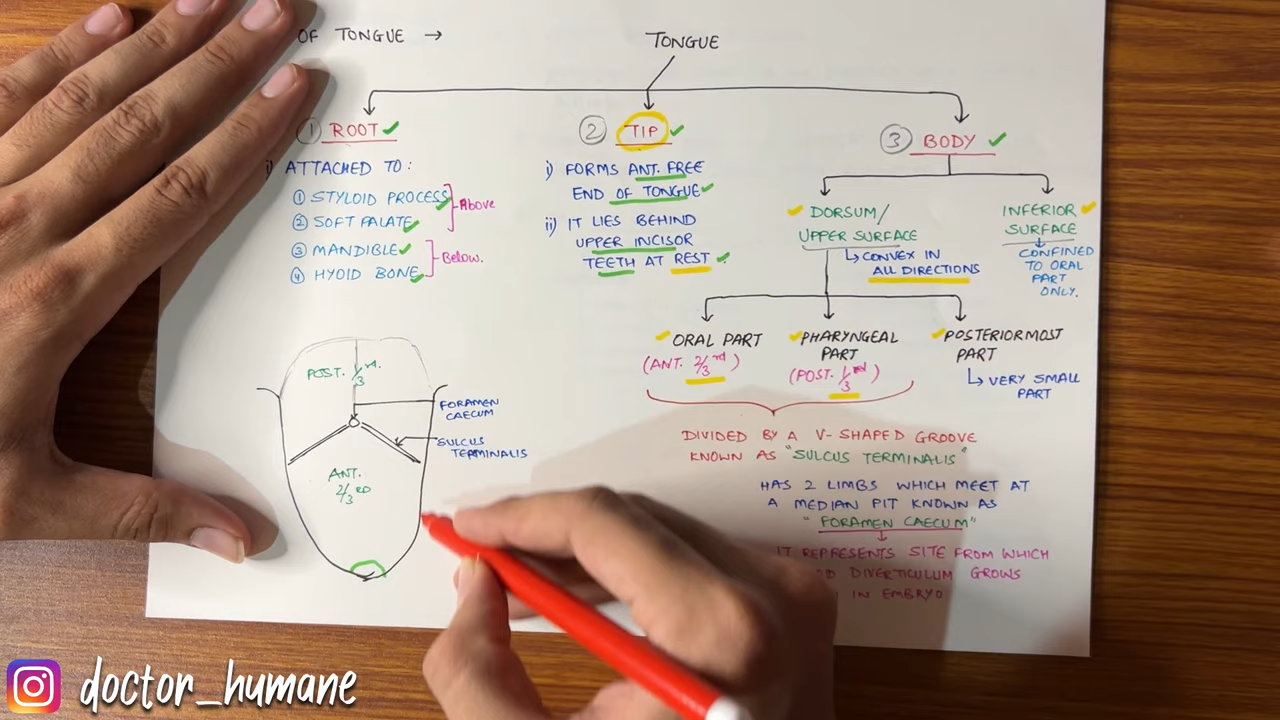 OF TONGUE →
TONGUE
① ROOT
i) ATTACHED TO:
① STYLOID PROCESS
② SOFT PALATE
Above
③ MANDIBLE
④ HYOID BONE
Below.
② TIP
i) FORMS ANT. FREE
END OF TONGUE
ii) IT LIES BEHIND
UPPER INCISOR
TEETH AT REST
③ BODY
DORSUM/
UPPER SURFACE
↳ CONVEX IN
ALL DIRECTIONS
INFERIOR
SURFACE
CONFINED
TO ORAL
PART
ONLY.
ORAL PART
(ANT. 2/3rd)
PHARYNGEAL
PART
(POST. 1/3rd)
POSTERIORMOST
PART
↳ VERY SMALL
PART
DIVIDED BY A V-SHAPED GROOVE
KNOWN AS "SULCUS TERMINALIS"
HAS 2 LIMBS WHICH MEET AT
A MEDIAN PIT KNOWN AS
"FORAMEN CAECUM"
IT REPRESENTS SITE FROM WHICH
DIVERTICULUM GROWS
IN EMBRYO
POST. 1/3rd.
FORAMEN
CAECUM
SULCUS
TERMINALIS
ANT.
2/3RD
doctor_humane